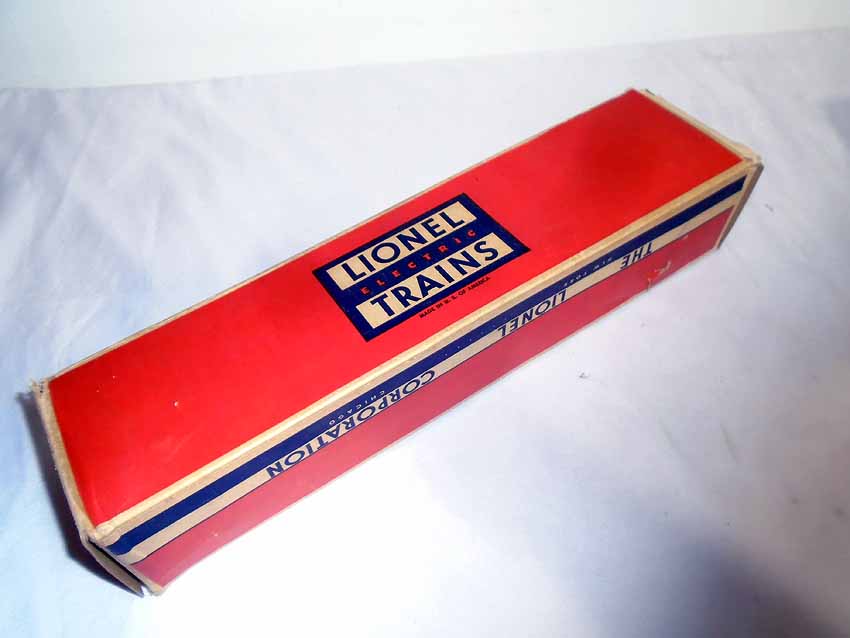 LIONEL
ELECTRIC
TRAINS
MADE IN U. S. OF AMERICA
THE LIONEL CORPORATION
NEW YORK CHICAGO